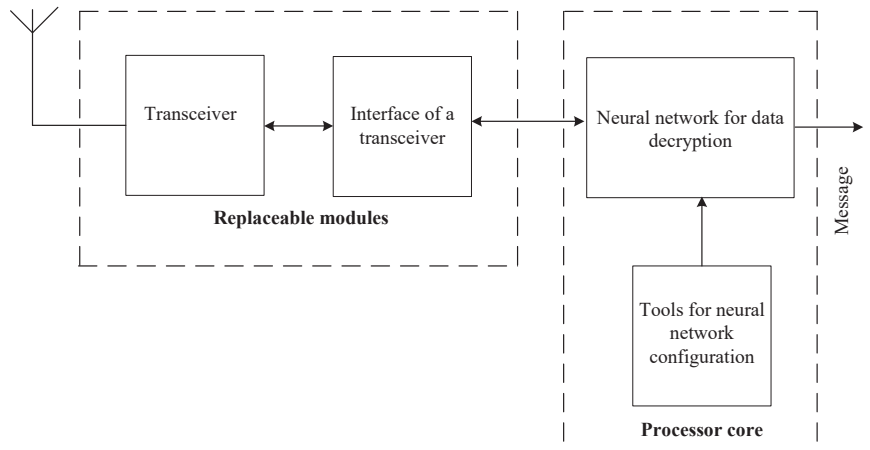 Transceiver
Interface of a
transceiver
Replaceable modules
Neural network for data
decryption
Message
Tools for neural
network
configuration
Processor core